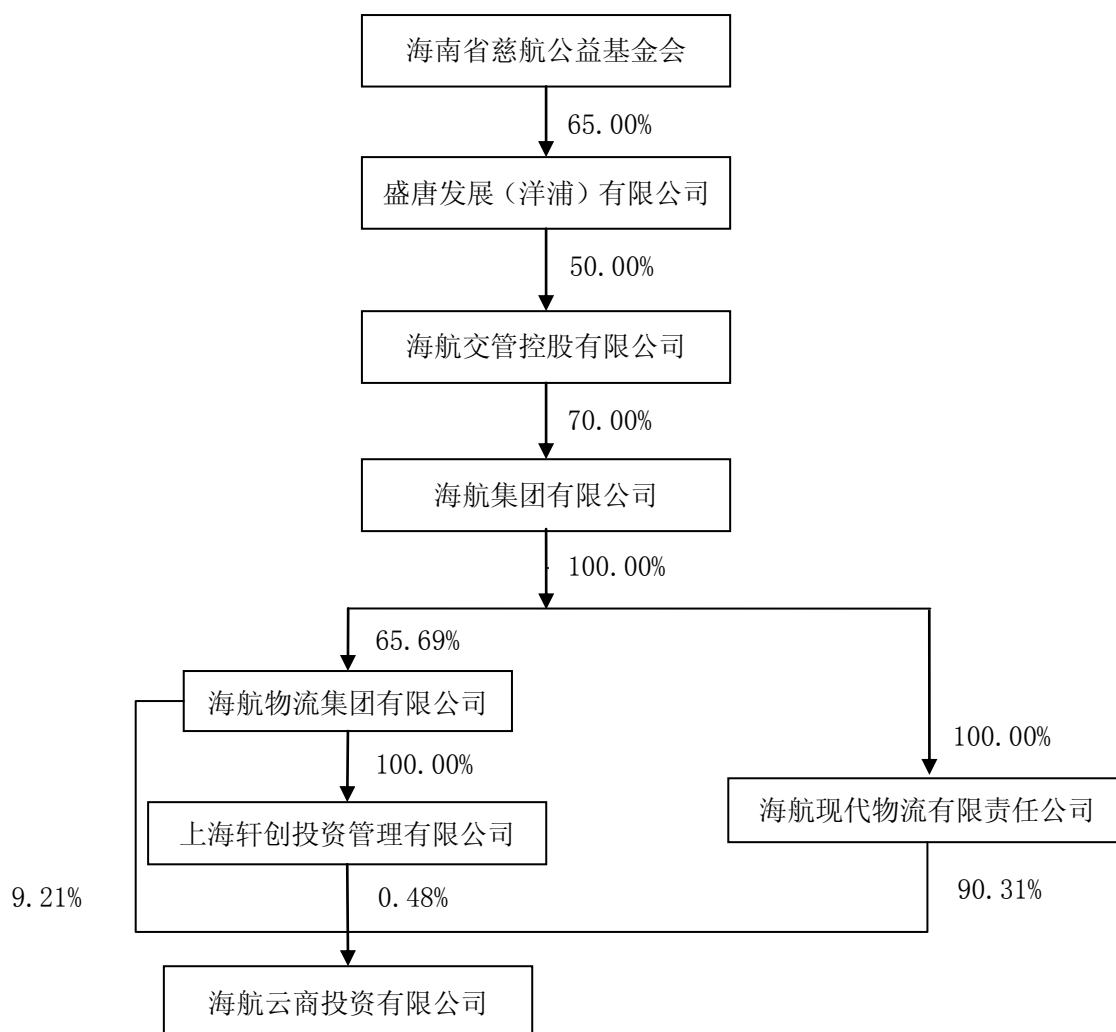 海南省慈航公益基金会
65.00%
盛唐发展（洋浦）有限公司
50.00%
海航交管控股有限公司
70.00%
海航集团有限公司
100.00%
65.69%
海航物流集团有限公司
100.00%
100.00%
海航现代物流有限责任公司
上海轩创投资管理有限公司
9.21%
0.48%
90.31%
海航云商投资有限公司